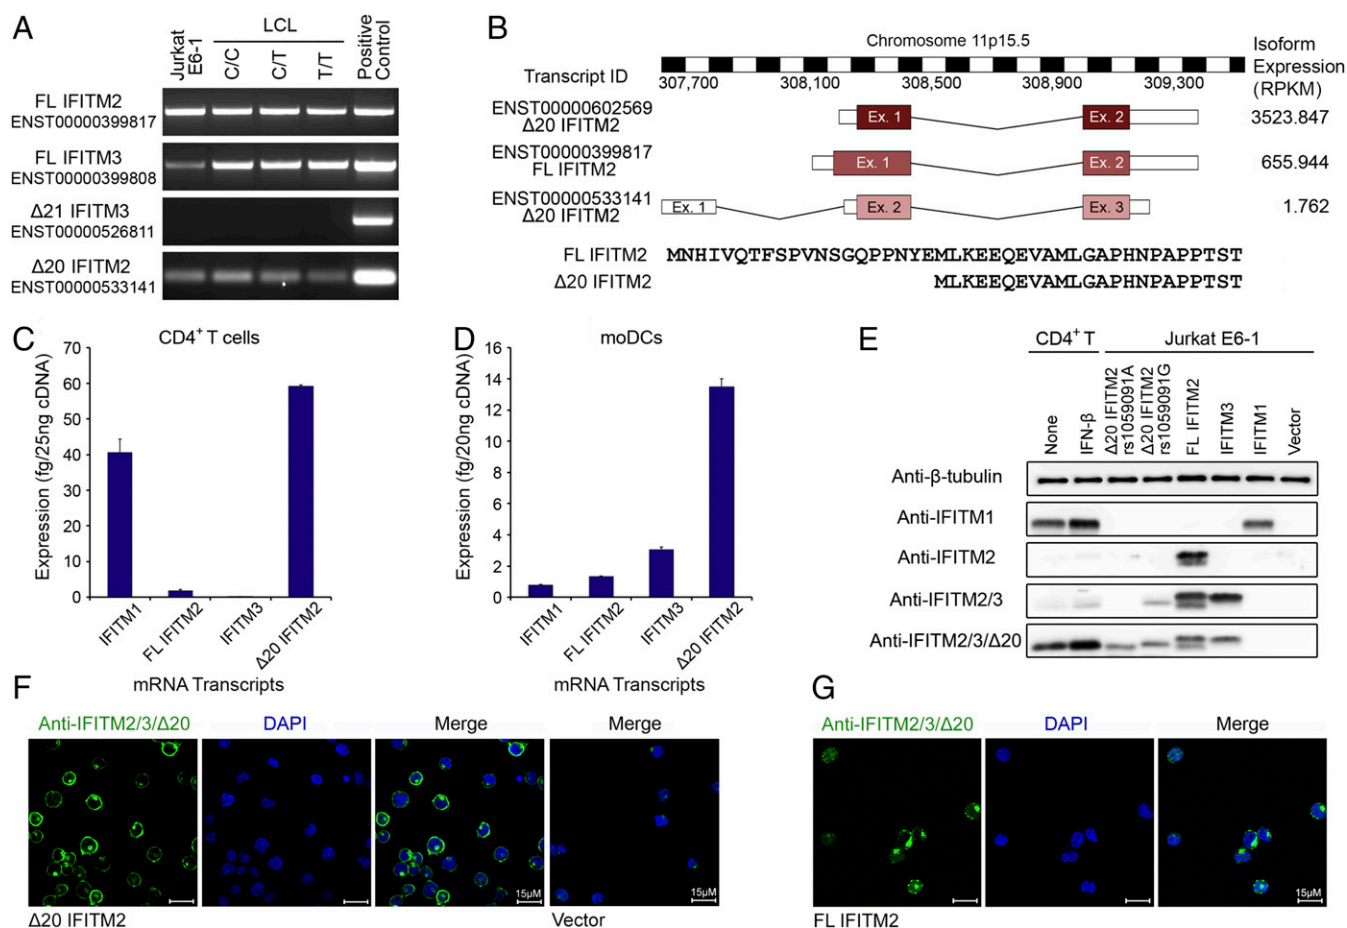 A
Jurkat E6-1
LCL
C/C
C/T
T/T
Positive Control
FL IFITM2
ENST00000399817
FL IFITM3
ENST00000399808
Δ21 IFITM3
ENST00000526811
Δ20 IFITM2
ENST00000533141
B
Chromosome 11p15.5
Isoform
Expression
(RPKM)
Transcript ID
307,700 308,100 308,500 308,900 309,300
ENST00000602569
Δ20 IFITM2
Ex. 1 Ex. 2
3523.847
ENST00000399817
FL IFITM2
Ex. 1 Ex. 2
655.944
ENST00000533141
Δ20 IFITM2
Ex. 1 Ex. 2 Ex. 3
1.762
FL IFITM2 MNHIVQTFSPVNSGQPPNYEMLKEEQEVAMLGAPHNPAPPTST
Δ20 IFITM2 MLKEEQEVAMLGAPHNPAPPTST
C
CD4+ T cells
Expression (fg/25ng cDNA)
70
60
50
40
30
20
10
0
IFITM1
FL IFITM2
IFITM3
Δ20 IFITM2
mRNA Transcripts
D
moDCs
Expression (fg/20ng cDNA)
16
14
12
10
8
6
4
2
0
IFITM1
FL IFITM2
IFITM3
Δ20 IFITM2
mRNA Transcripts
E
CD4+ T
Jurkat E6-1
None
IFN-β
Δ20 IFITM2
rs1059091A
Δ20 IFITM2
rs1059091G
FL IFITM2
IFITM3
IFITM1
Vector
Anti-β-tubulin
Anti-IFITM1
Anti-IFITM2
Anti-IFITM2/3
Anti-IFITM2/3/Δ20
F
Anti-IFITM2/3/Δ20
DAPI
Merge
Merge
15µM
15µM
Δ20 IFITM2
Vector
G
Anti-IFITM2/3/Δ20
DAPI
Merge
15µM
FL IFITM2